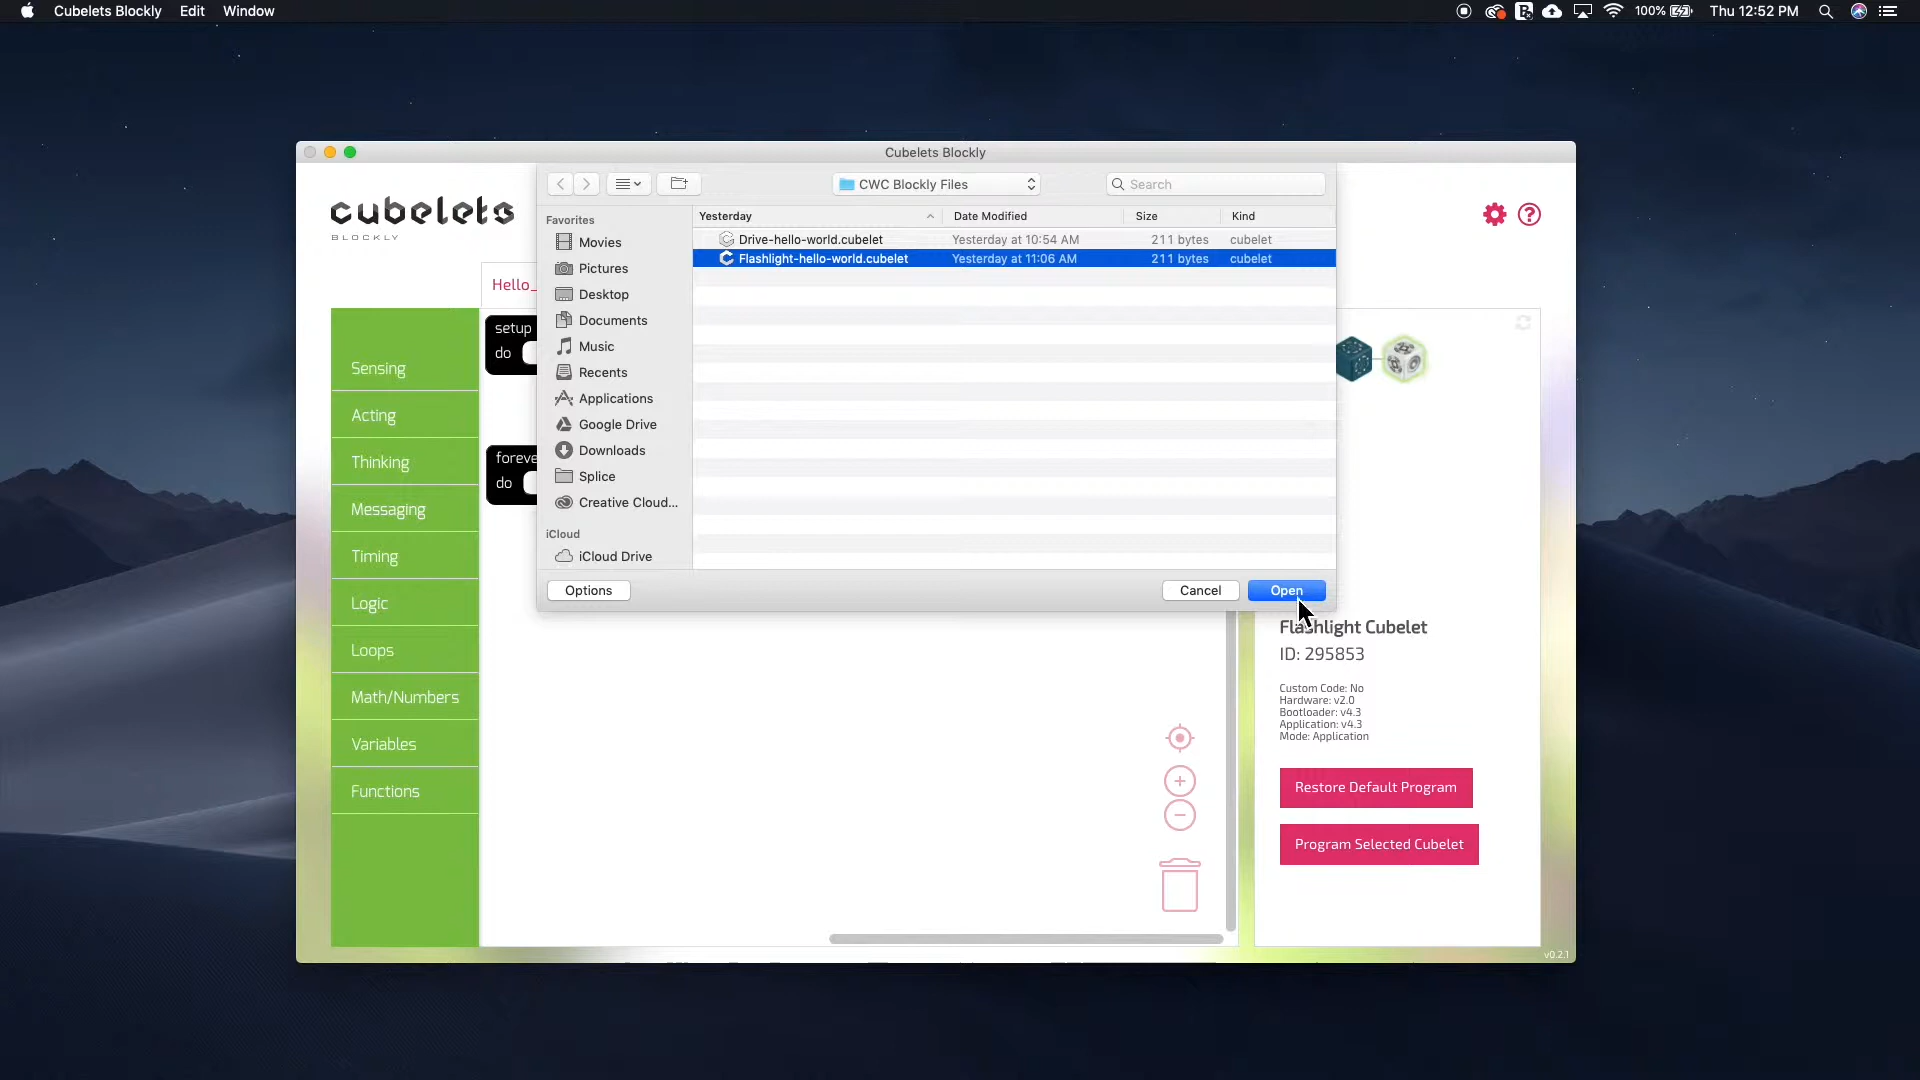 Cubelets Blockly Edit Window
100% Thu 12:52 PM
Cubelets Blockly
cubelets
BLOCKLY
CWC Blockly Files
Search
Favorites
Movies
Pictures
Desktop
Documents
Music
Recents
Applications
Google Drive
Downloads
Splice
Creative Cloud...
iCloud
iCloud Drive
Yesterday Date Modified Size Kind
Drive-hello-world.cubelet Yesterday at 10:54 AM 211 bytes cubelet
Flashlight-hello-world.cubelet Yesterday at 11:06 AM 211 bytes cubelet
Options Cancel Open
Hello_
setup
do
foreve
do
Sensing
Acting
Thinking
Messaging
Timing
Logic
Loops
Math/Numbers
Variables
Functions
Flashlight Cubelet
ID: 295853
Custom Code: No
Hardware: v2.0
Bootloader: v4.3
Application: v4.3
Mode: Application
Restore Default Program
Program Selected Cubelet
v0.2.1